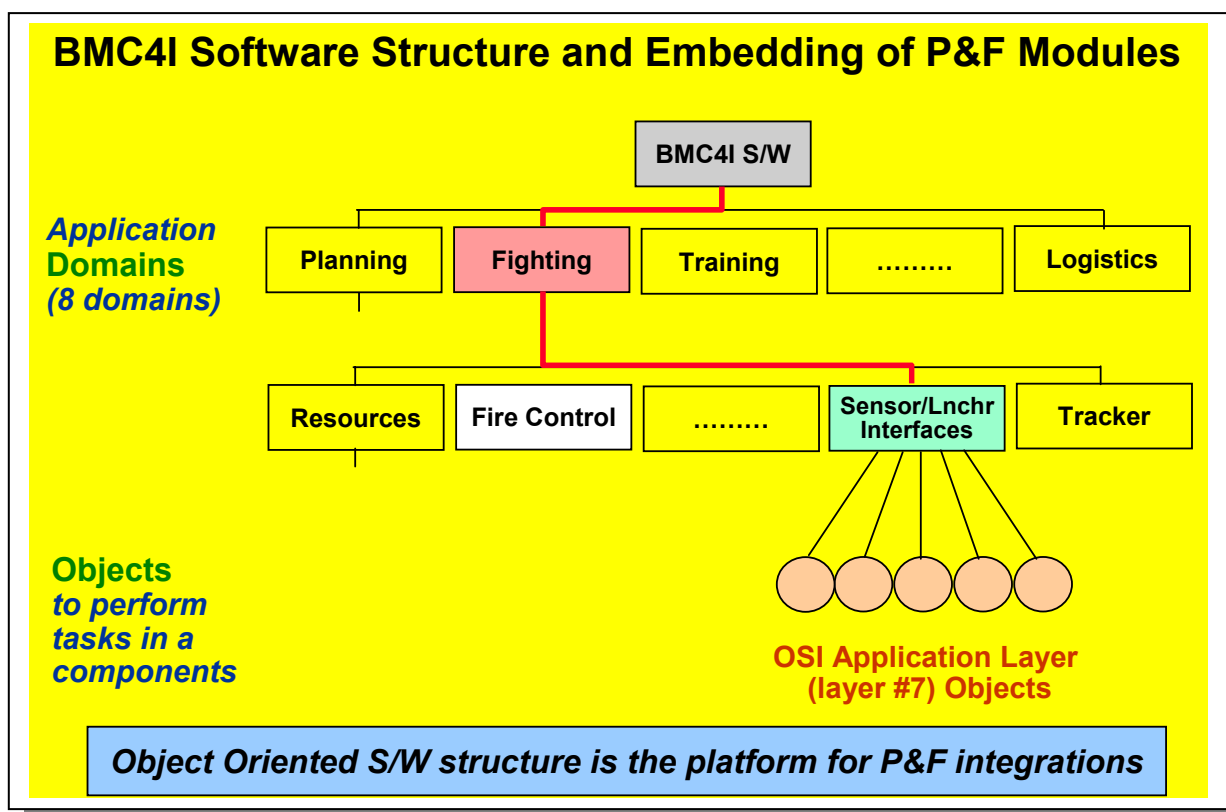 BMC4I Software Structure and Embedding of P&F Modules
BMC4I S/W
Application
Domains
(8 domains)
Planning
Fighting
Training
………
Logistics
Resources
Fire Control
………
Sensor/Lnchr
Interfaces
Tracker
Objects
to perform
tasks in a
components
OSI Application Layer
(layer #7) Objects
Object Oriented S/W structure is the platform for P&F integrations